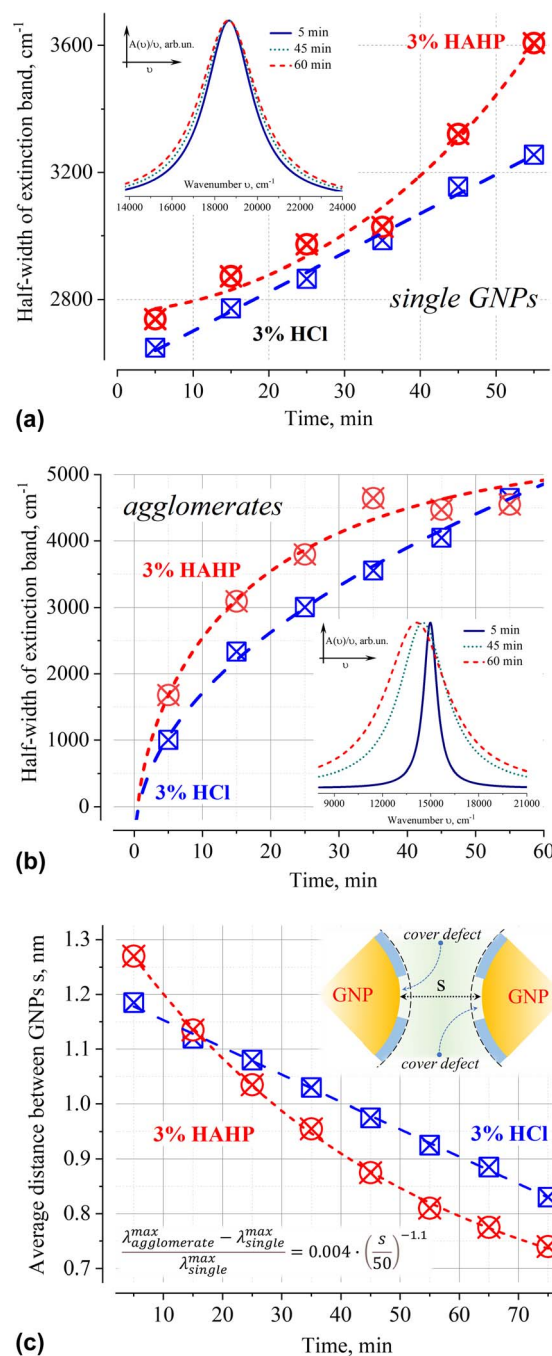 Half-width of extinction band, cm⁻¹
3600
3200
2800
A(υ)/υ, arb.un.
υ
5 min
45 min
60 min
Wavenumber υ, cm⁻¹
14000 16000 18000 20000 22000 24000
3% HAHP
3% HCl
single GNPs
0 10 20 30 40 50
Time, min
(a)
Half-width of extinction band, cm⁻¹
5000
4000
3000
2000
1000
0
agglomerates
3% HAHP
3% HCl
A(υ)/υ, arb.un.
υ
5 min
45 min
60 min
9000 12000 15000 18000 21000
Wavenumber υ, cm⁻¹
0 10 20 30 40 50 60
Time, min
(b)
Average distance between GNPs s, nm
1.3
1.2
1.1
1.0
0.9
0.8
0.7
cover defect
GNP
s
GNP
cover defect
3% HAHP
3% HCl
(λ^max_agglomerate − λ^max_single)/λ^max_single = 0.004 · (s/50)^−1.1
0 10 20 30 40 50 60 70
Time, min
(c)